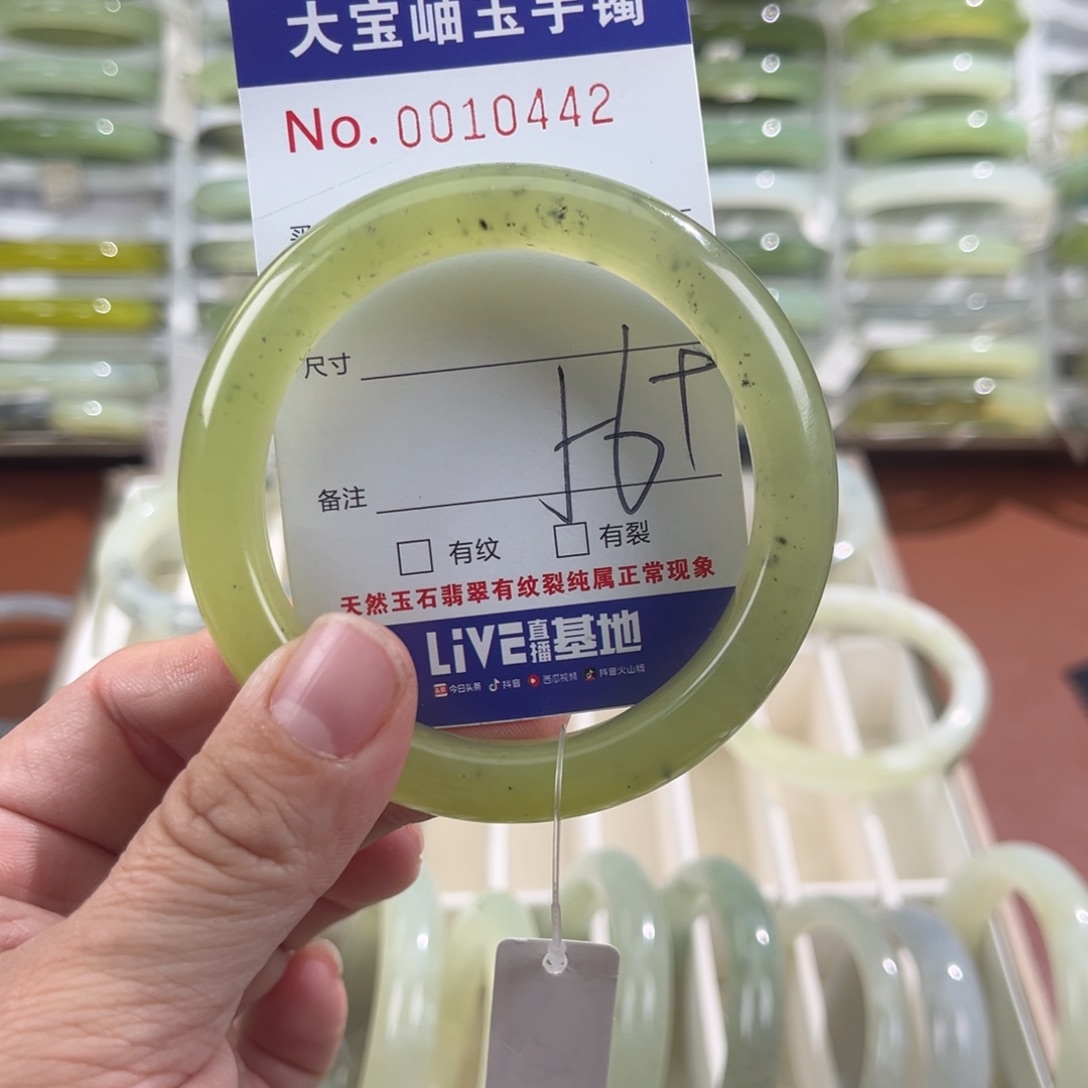 大宝岫玉手镯
No. 0010442
尺寸
备注
有纹
有裂
天然玉石翡翠有纹裂纯属正常现象
LiVE直播基地
今日头条 抖音 西瓜视频 抖音火山版